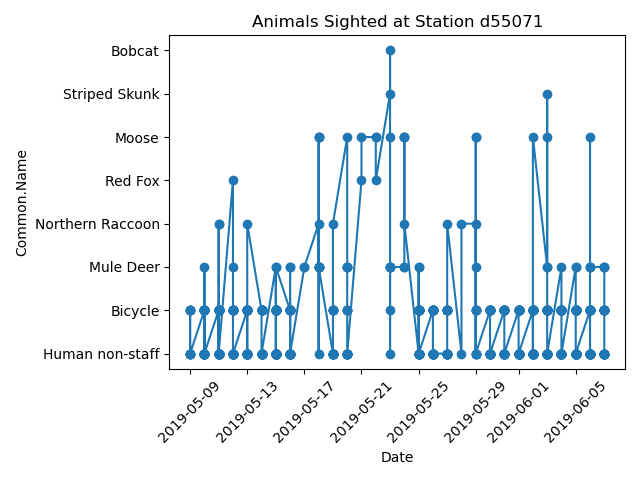 Animals Sighted at Station d55071
Common.Name
Bobcat
Striped Skunk
Moose
Red Fox
Northern Raccoon
Mule Deer
Bicycle
Human non-staff
2019-05-09
2019-05-13
2019-05-17
2019-05-21
2019-05-25
2019-05-29
2019-06-01
2019-06-05
Date